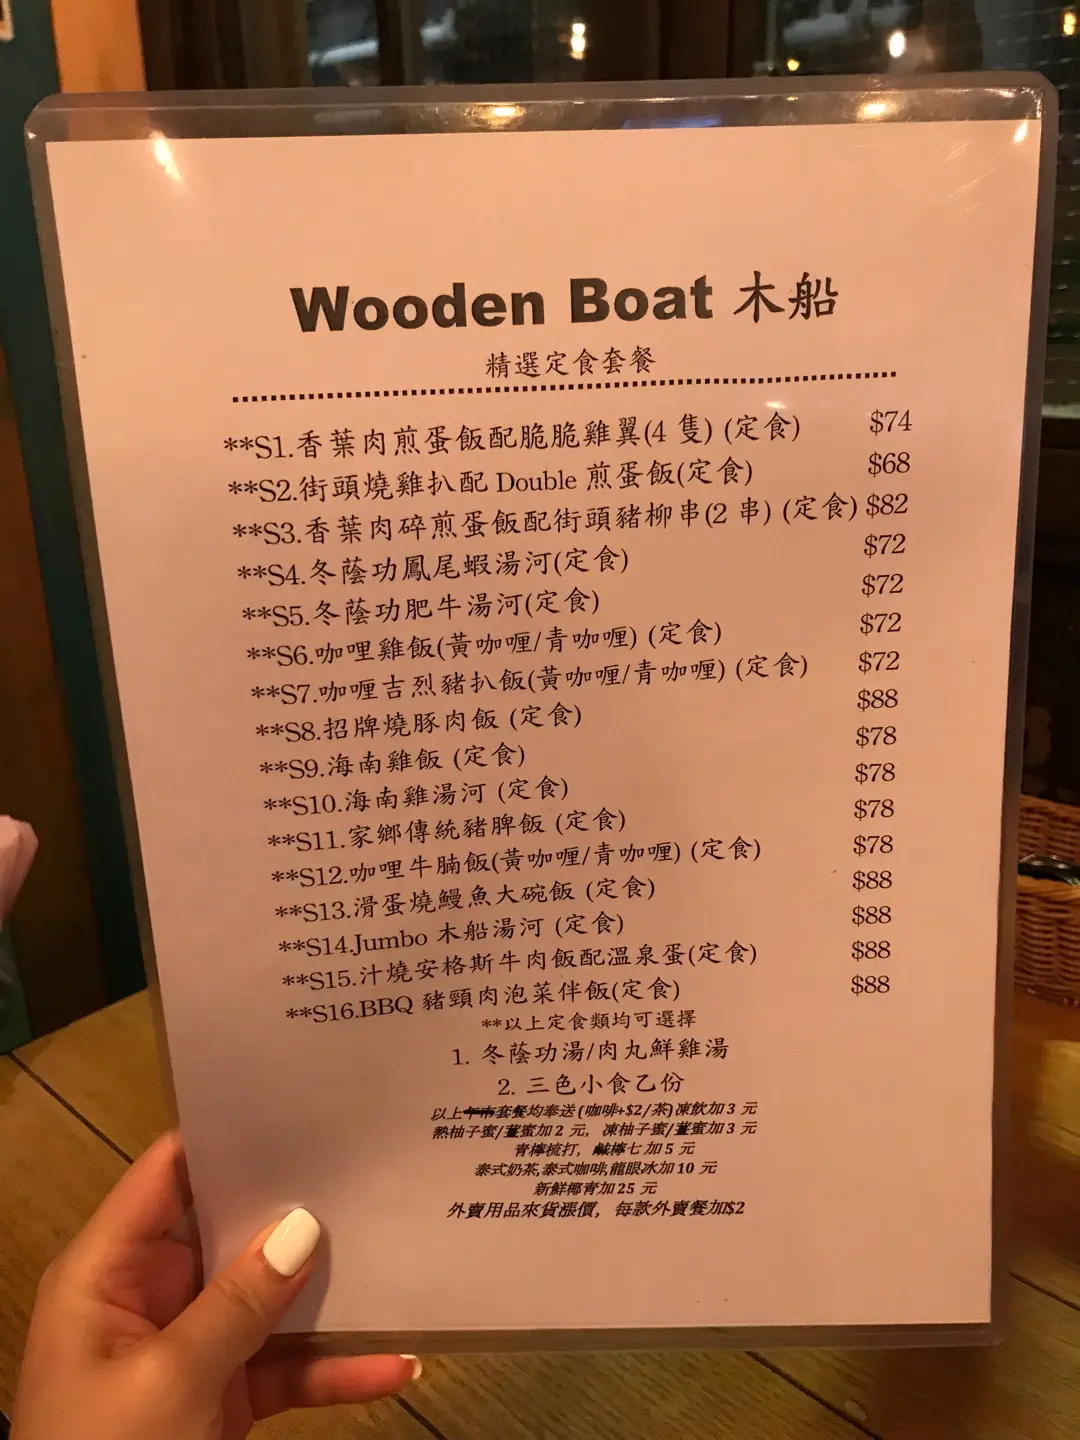 Wooden Boat 木船
精選定食套餐
**S1.香葉肉煎蛋飯配脆脆雞翼(4 隻) (定食) $74
**S2.街頭燒雞扒配 Double 煎蛋飯(定食) $68
**S3.香葉肉碎煎蛋飯配街頭豬柳串(2 串) (定食) $82
**S4.冬蔭功鳳尾蝦湯河(定食) $72
**S5.冬蔭功肥牛湯河(定食) $72
**S6.咖哩雞飯(黃咖喱/青咖喱) (定食) $72
**S7.咖喱吉烈豬扒飯(黃咖喱/青咖喱) (定食) $72
**S8.招牌燒豚肉飯 (定食) $88
**S9.海南雞飯 (定食) $78
**S10.海南雞湯河 (定食) $78
**S11.家鄉傳統豬脾飯 (定食) $78
**S12.咖哩牛腩飯(黃咖喱/青咖喱) (定食) $78
**S13.滑蛋燒鰻魚大碗飯 (定食) $88
**S14.Jumbo 木船湯河 (定食) $88
**S15.汁燒安格斯牛肉飯配溫泉蛋(定食) $88
**S16.BBQ 豬頸肉泡菜伴飯(定食) $88
**以上定食類均可選擇
1. 冬蔭功湯/肉丸鮮雞湯
2. 三色小食乙份
以上午市套餐均奉送 (咖啡+$2/茶)凍飲加 3 元
熱柚子蜜/薑蜜加 2 元, 凍柚子蜜/薑蜜加 3 元
青檸梳打, 鹹檸七 加 5 元
泰式奶茶,泰式咖啡,龍眼冰加 10 元
新鮮椰青加 25 元
外賣用品來貨漲價, 每款外賣餐加$2